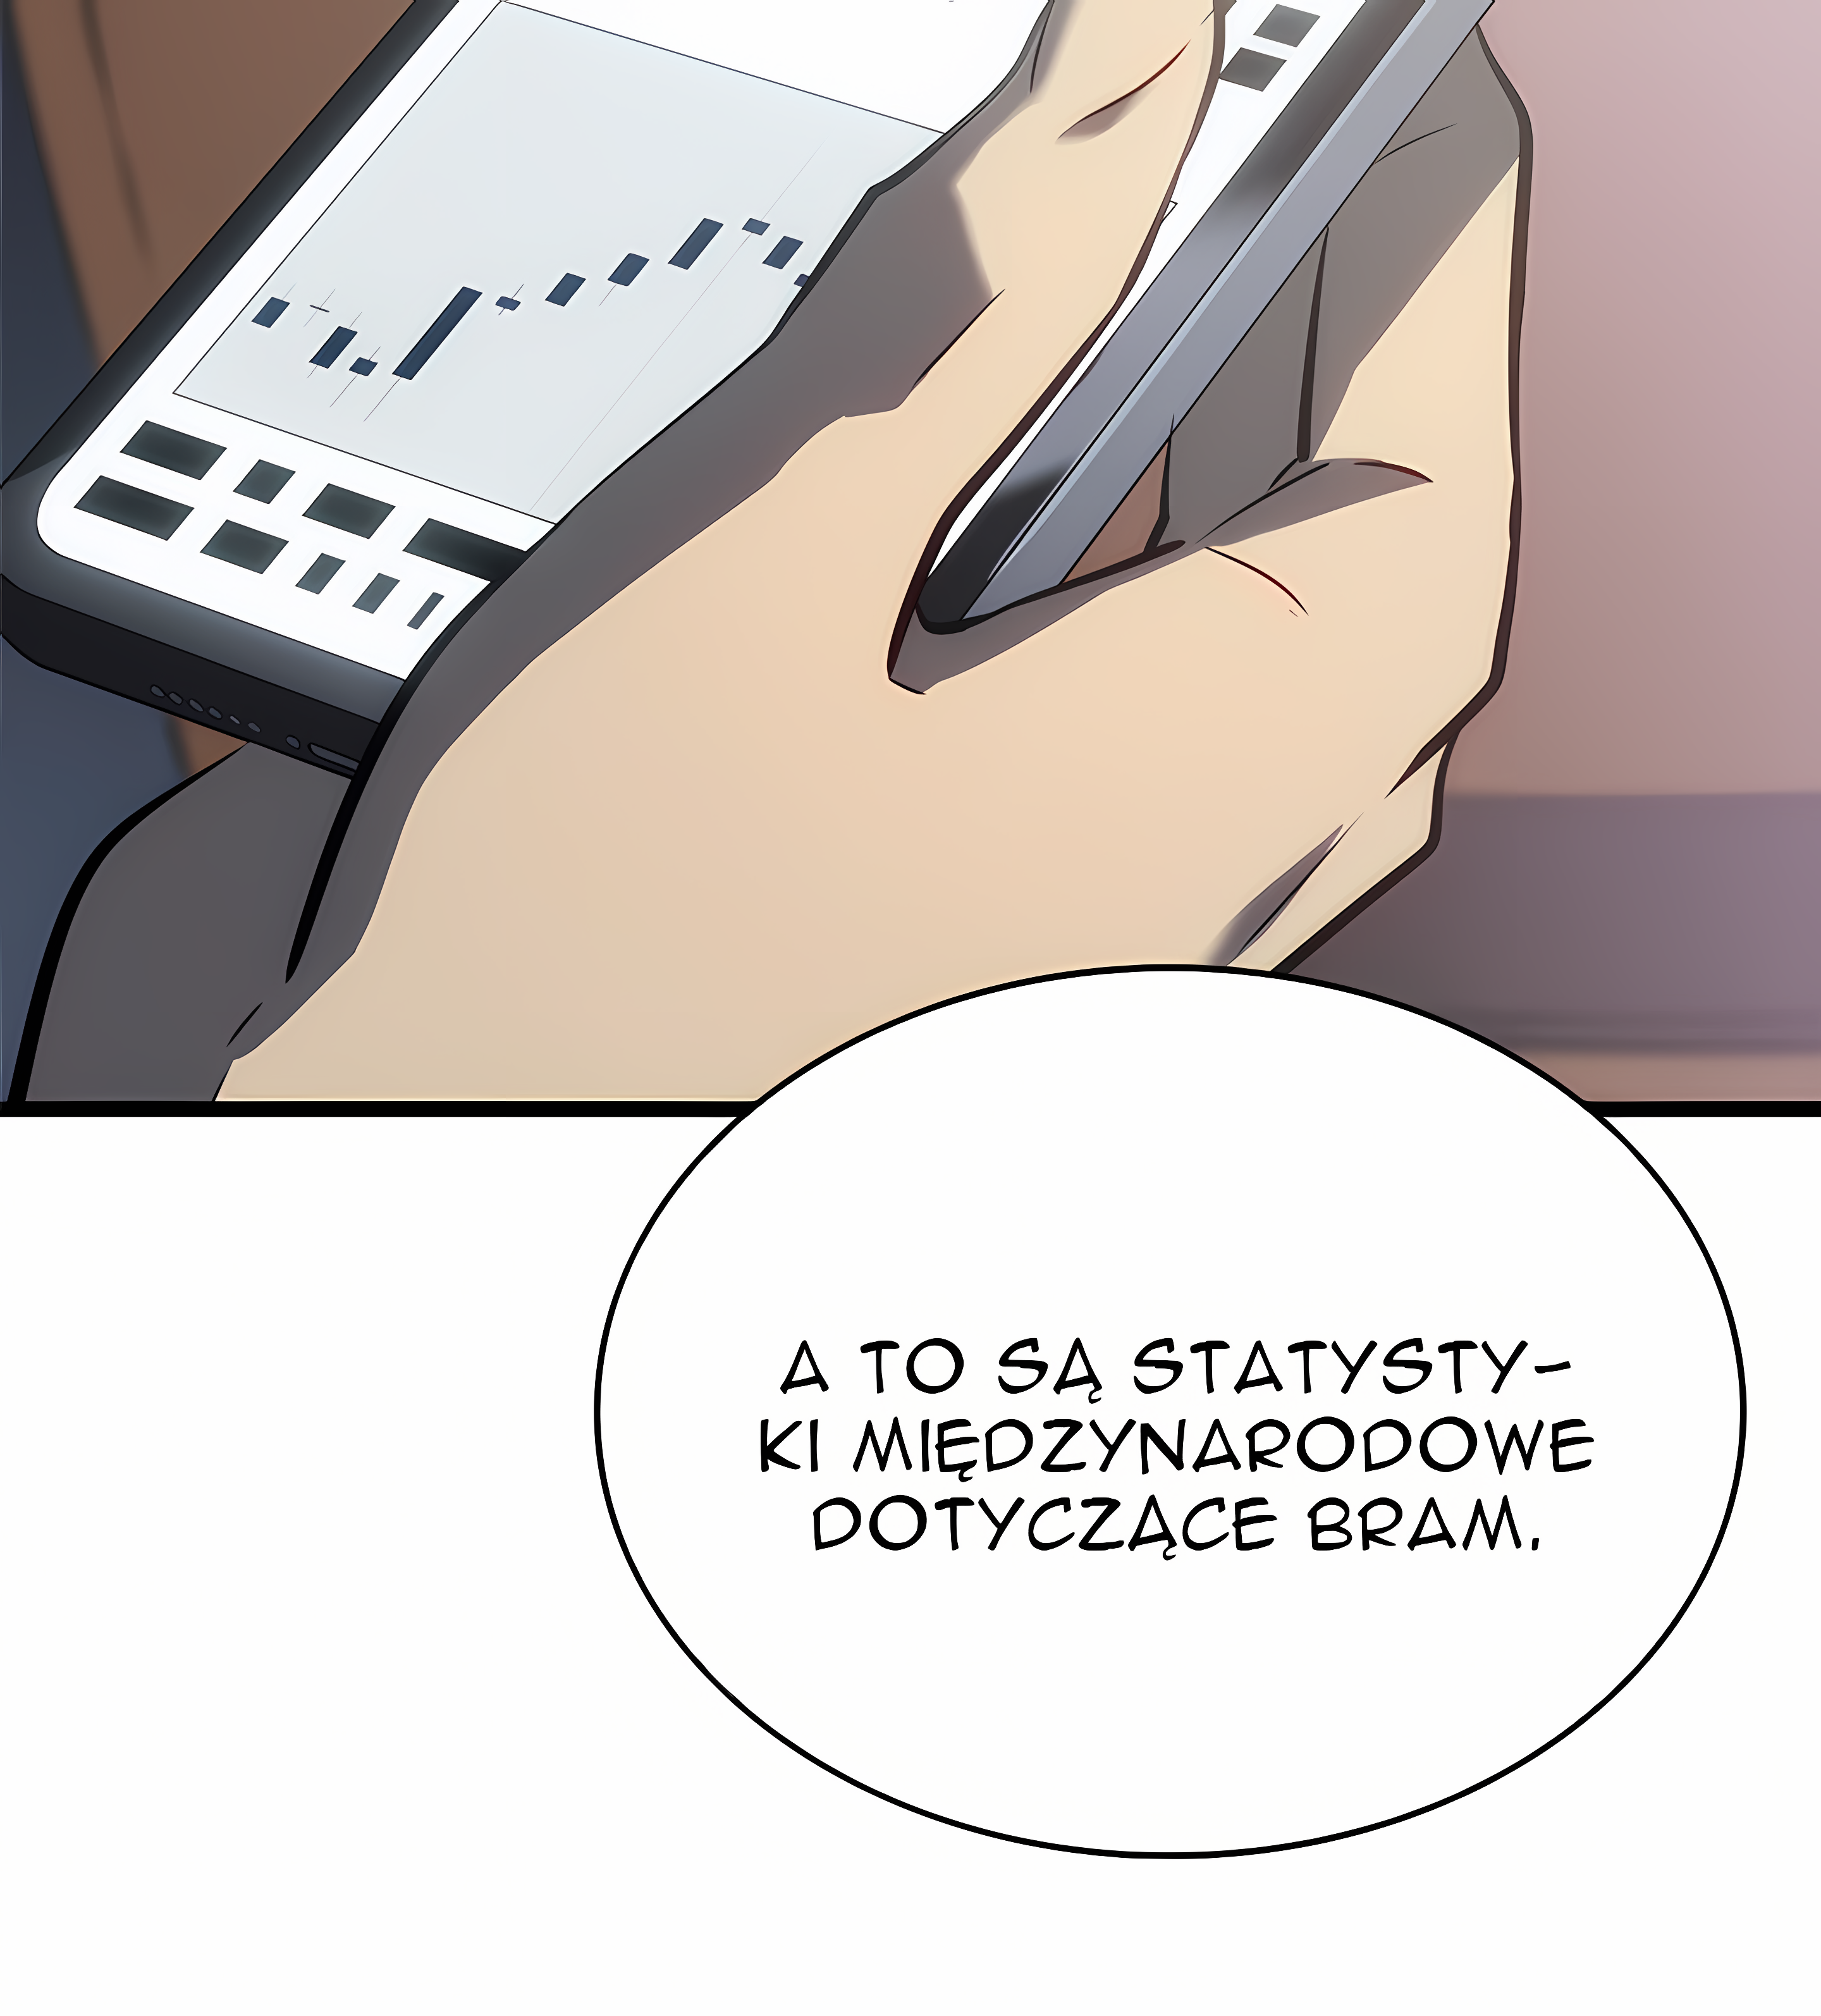 A TO SĄ STATYSTY-
KI MIĘDZYNARODOWE
DOTYCZĄCE BRAM.